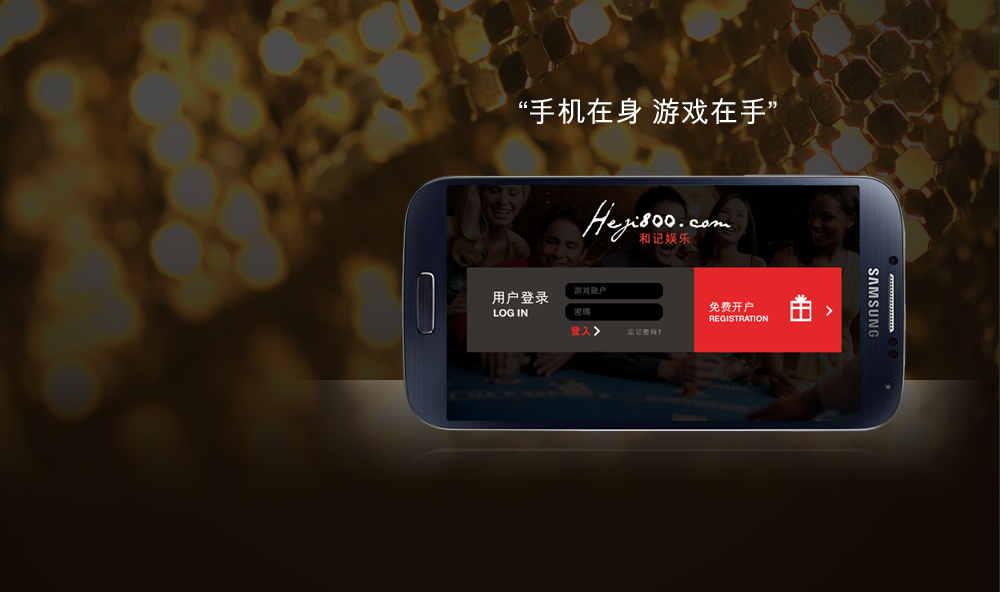 “手机在身 游戏在手”
Heji800.com
和记娱乐
用户登录
LOG IN
游戏账户
密码
登入
忘记密码?
免费开户
REGISTRATION
SAMSUNG